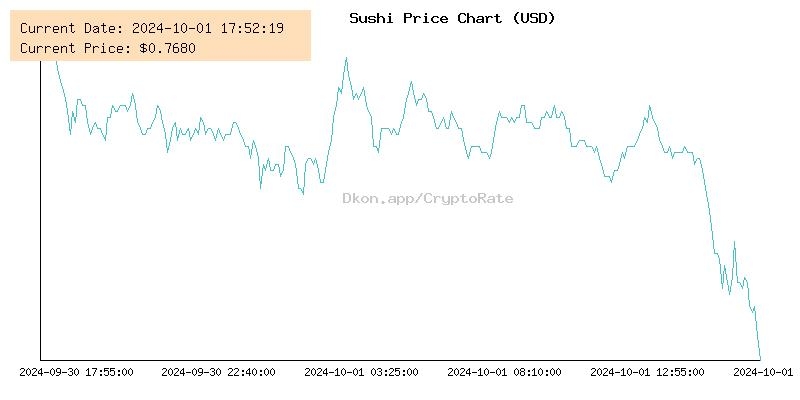 Sushi Price Chart (USD)
Current Date: 2024-10-01 17:52:19
Current Price: $0.7680
Dkon.app/CryptoRate
2024-09-30 17:55:00 2024-09-30 22:40:00 2024-10-01 03:25:00 2024-10-01 08:10:00 2024-10-01 12:55:00 2024-10-01